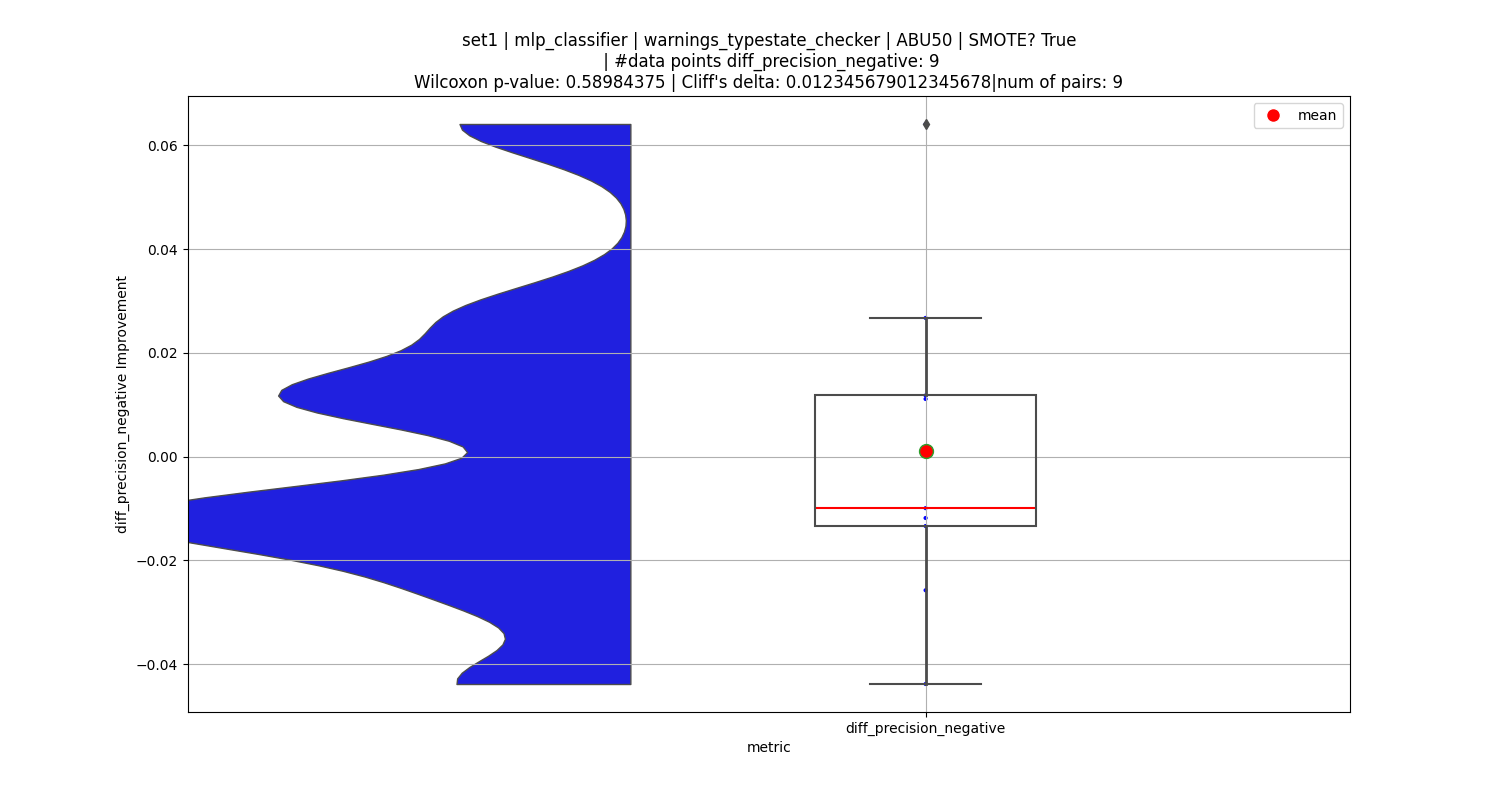 set1 | mlp_classifier | warnings_typestate_checker | ABU50 | SMOTE? True
| #data points diff_precision_negative: 9
Wilcoxon p-value: 0.58984375 | Cliff's delta: 0.012345679012345678|num of pairs: 9
mean
0.06
0.04
0.02
0.00
−0.02
−0.04
diff_precision_negative Improvement
diff_precision_negative
metric